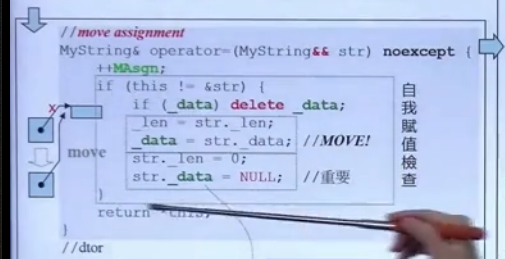 //move assignment
MyString& operator=(MyString&& str) noexcept {
++MAsgn;
if (this != &str) {
if (_data) delete _data;
_len = str._len;
_data = str._data; //MOVE!
str._len = 0;
str._data = NULL; //重要
}
return *this;
}
//dtor
move
x
自我賦值檢查